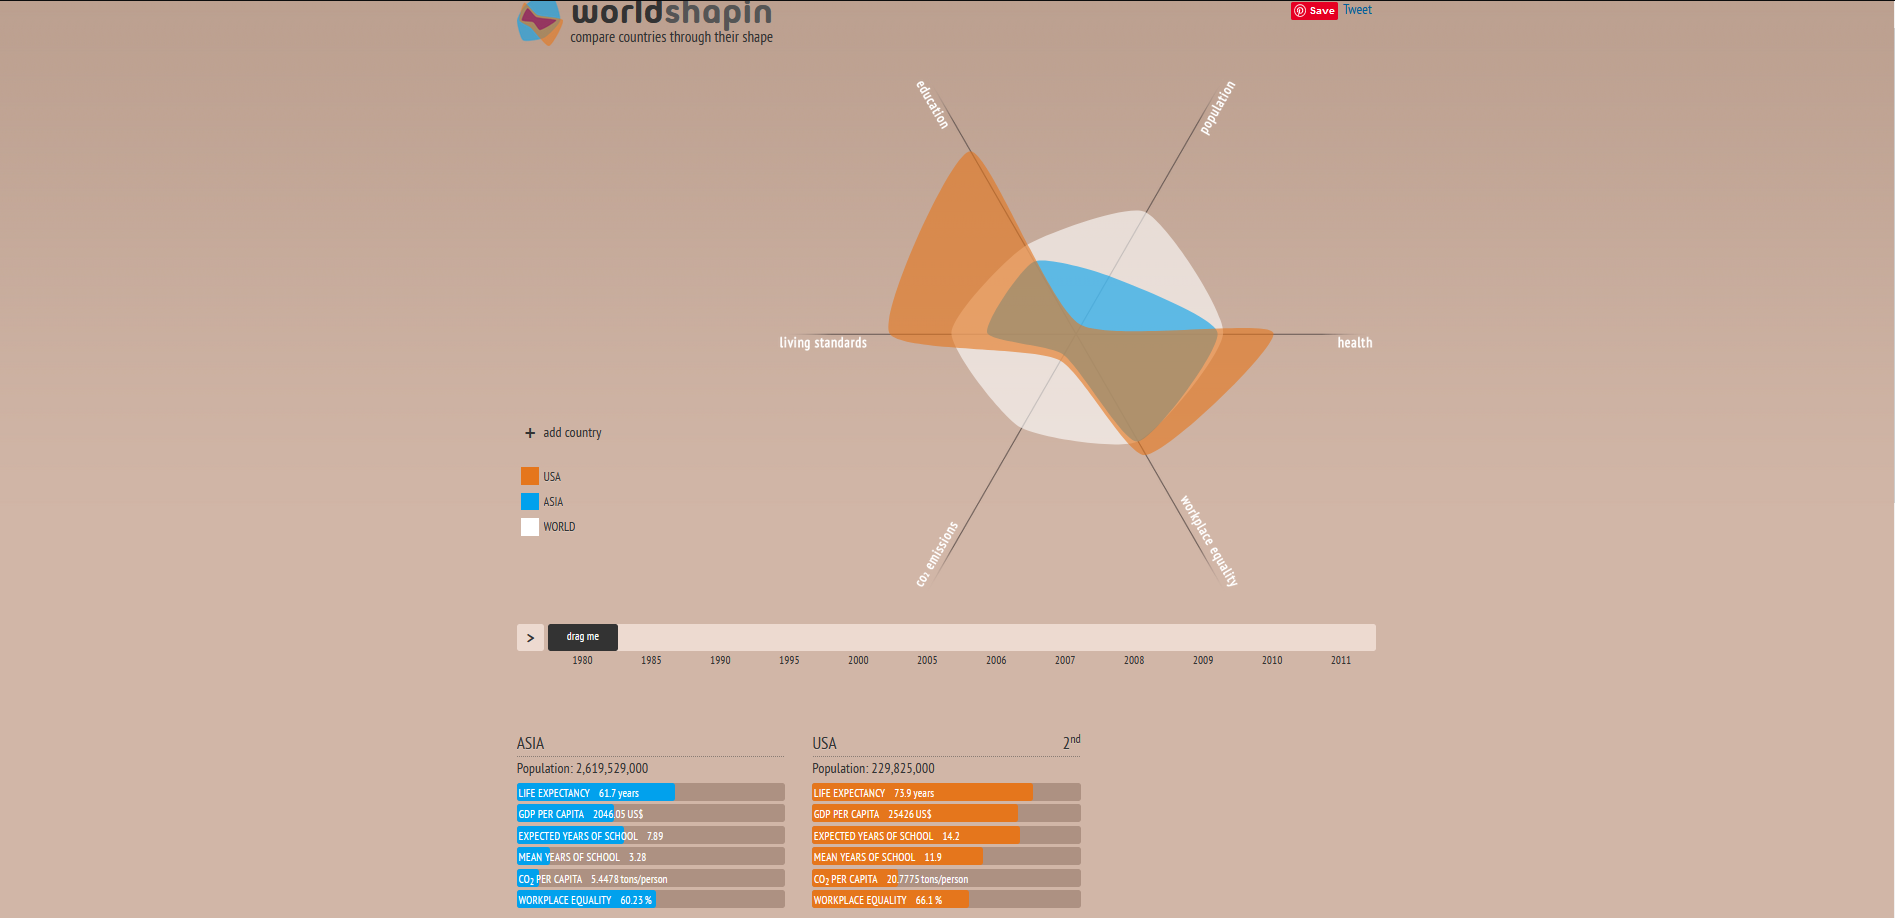 worldshapin
compare countries through their shape
Save
Tweet
education
population
living standards
health
co₂ emissions
workplace equality
+ add country
USA
ASIA
WORLD
>
drag me
1980 1985 1990 1995 2000 2005 2006 2007 2008 2009 2010 2011
ASIA
Population: 2,619,529,000
LIFE EXPECTANCY 61.7 years
GDP PER CAPITA 2046.05 US$
EXPECTED YEARS OF SCHOOL 7.89
MEAN YEARS OF SCHOOL 3.28
CO₂ PER CAPITA 5.4478 tons/person
WORKPLACE EQUALITY 60.23 %
USA 2nd
Population: 229,825,000
LIFE EXPECTANCY 73.9 years
GDP PER CAPITA 25426 US$
EXPECTED YEARS OF SCHOOL 14.2
MEAN YEARS OF SCHOOL 11.9
CO₂ PER CAPITA 20.7775 tons/person
WORKPLACE EQUALITY 66.1 %